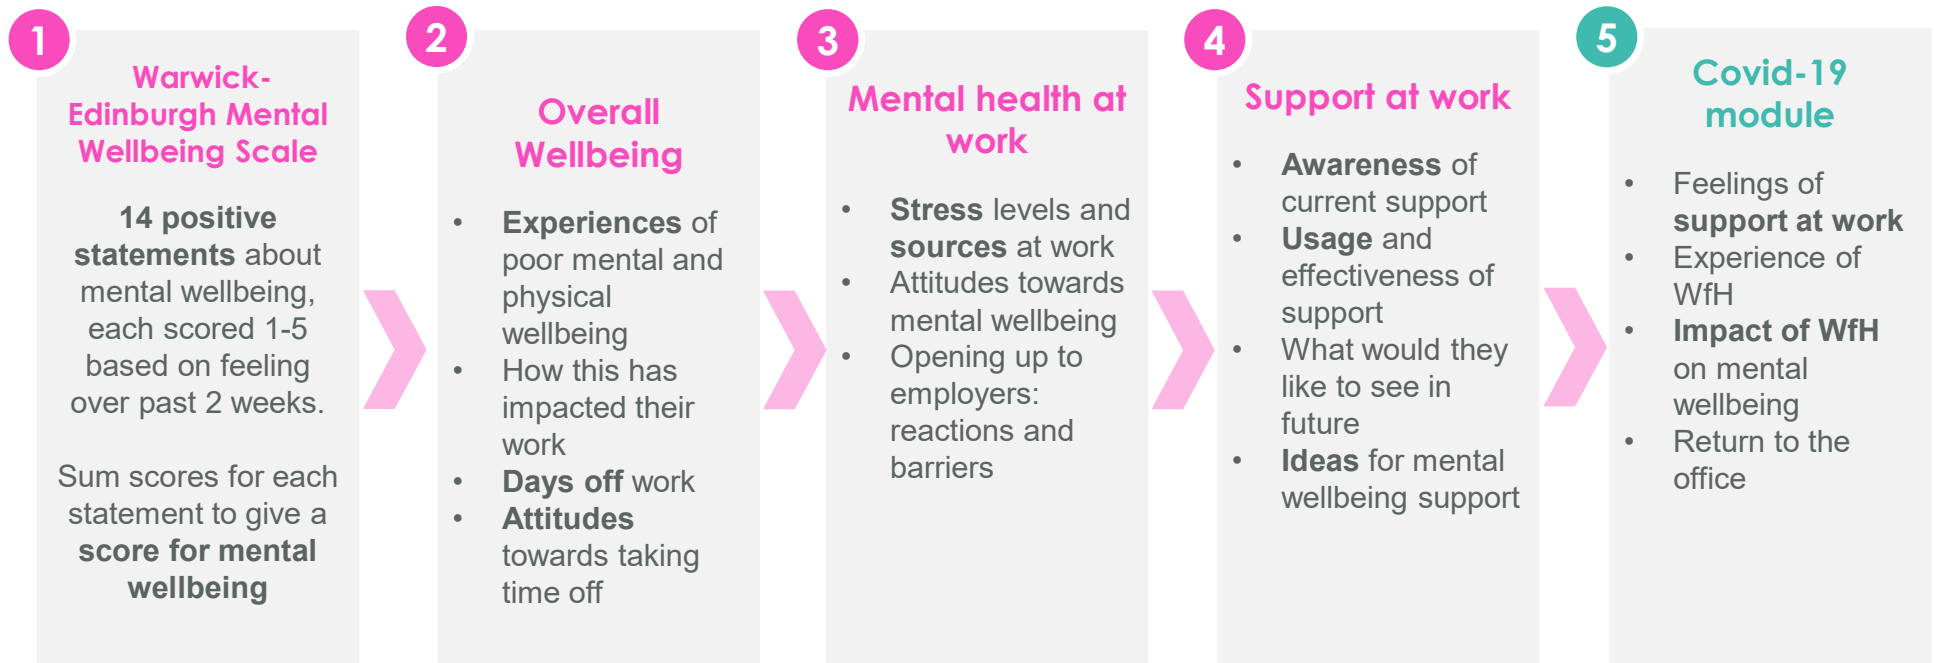 1
Warwick-
Edinburgh Mental
Wellbeing Scale
14 positive
statements about
mental wellbeing,
each scored 1-5
based on feeling
over past 2 weeks.
Sum scores for each
statement to give a
score for mental
wellbeing
2
Overall
Wellbeing
• Experiences of
poor mental and
physical
wellbeing
• How this has
impacted their
work
• Days off work
• Attitudes
towards taking
time off
3
Mental health at
work
• Stress levels and
sources at work
• Attitudes towards
mental wellbeing
• Opening up to
employers:
reactions and
barriers
4
Support at work
• Awareness of
current support
• Usage and
effectiveness of
support
• What would they
like to see in
future
• Ideas for mental
wellbeing support
5
Covid-19
module
• Feelings of
support at work
• Experience of
WfH
• Impact of WfH
on mental
wellbeing
• Return to the
office